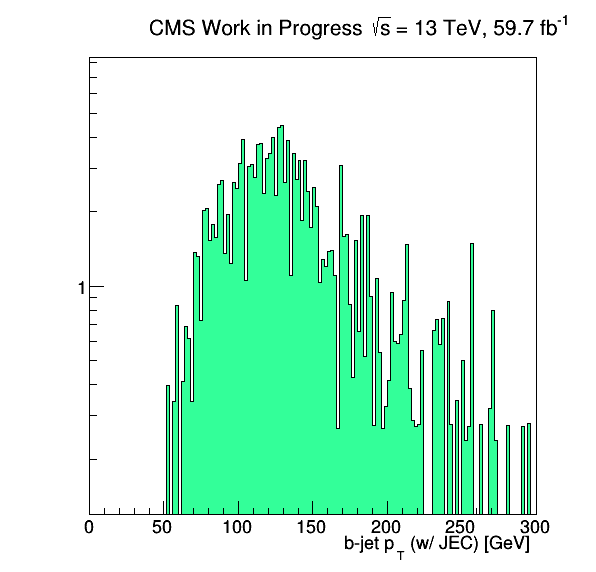 CMS Work in Progress √s = 13 TeV, 59.7 fb⁻¹
1
0 50 100 150 200 250 300
b-jet p_T (w/ JEC) [GeV]